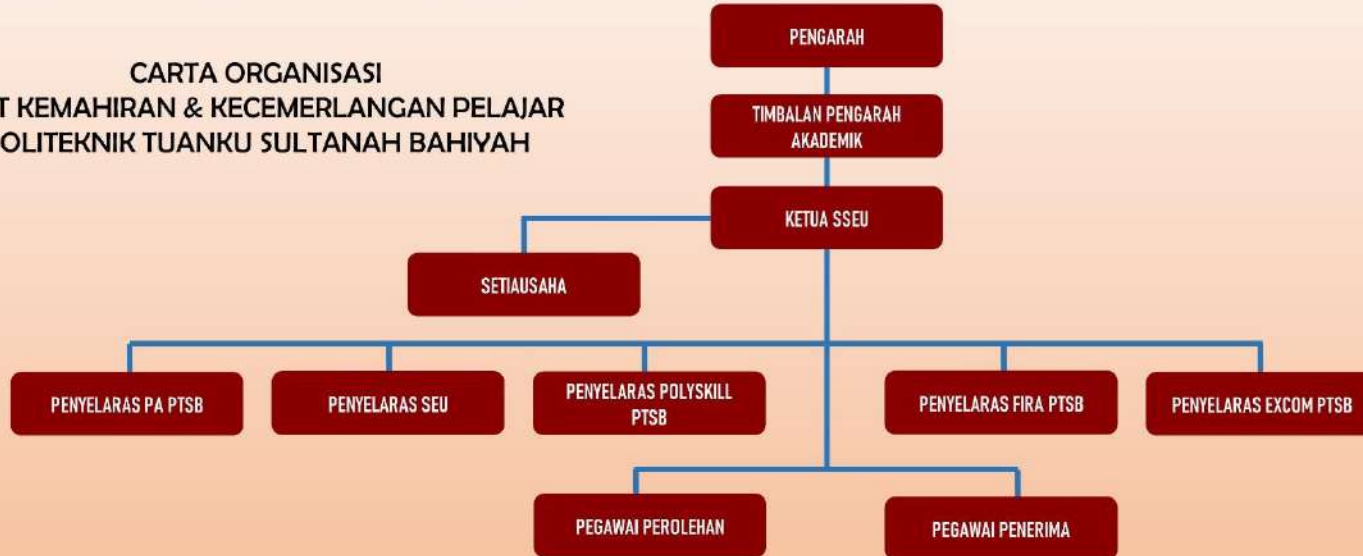 CARTA ORGANISASI
T KEMAHIRAN & KECEMERLANGAN PELAJAR
OLITEKNIK TUANKU SULTANAH BAHIYAH
PENGARAH
TIMBALAN PENGARAH
AKADEMIK
KETUA SSEU
SETIAUSAHA
PENYELARAS PA PTSB
PENYELARAS SEU
PENYELARAS POLYSKILL
PTSB
PENYELARAS FIRA PTSB
PENYELARAS EXCOM PTSB
PEGAWAI PEROLEHAN
PEGAWAI PENERIMA